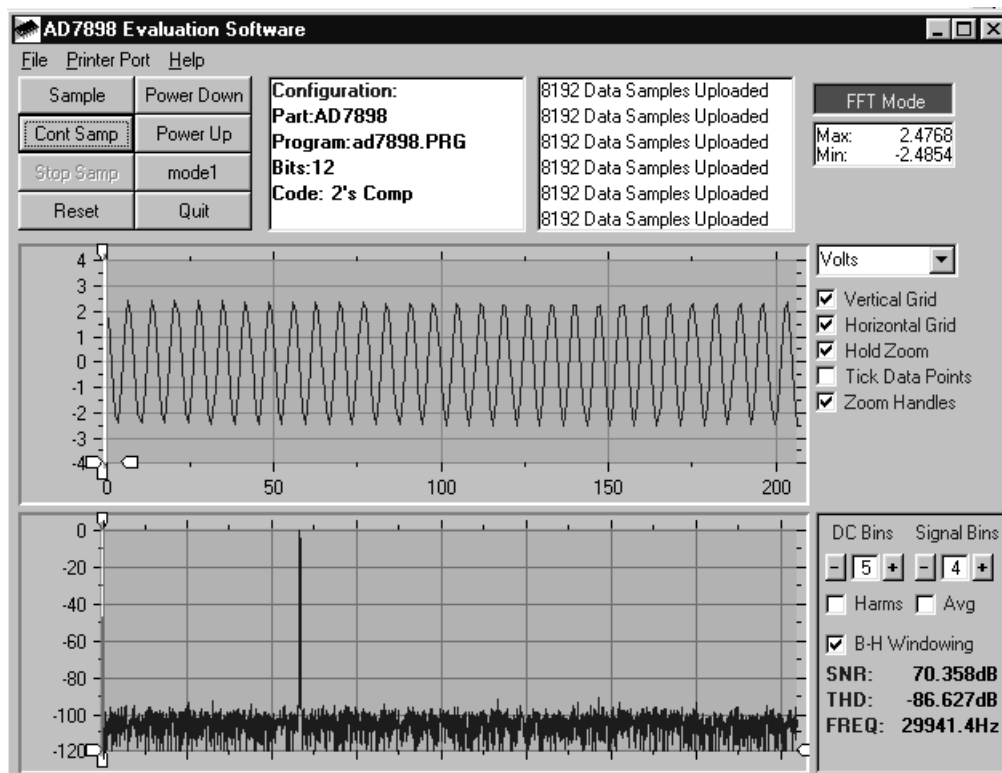 AD7898 Evaluation Software
File Printer Port Help
Sample Power Down
Cont Samp Power Up
Stop Samp mode1
Reset Quit
Configuration:
Part:AD7898
Program:ad7898.PRG
Bits:12
Code: 2's Comp
8192 Data Samples Uploaded
8192 Data Samples Uploaded
8192 Data Samples Uploaded
8192 Data Samples Uploaded
8192 Data Samples Uploaded
8192 Data Samples Uploaded
FFT Mode
Max: 2.4768
Min: -2.4854
4
3
2
1
0
-1
-2
-3
-4
0 50 100 150 200
Volts
Vertical Grid
Horizontal Grid
Hold Zoom
Tick Data Points
Zoom Handles
0
-20
-40
-60
-80
-100
-120
DC Bins Signal Bins
- 5 + - 4 +
Harms Avg
B-H Windowing
SNR: 70.358dB
THD: -86.627dB
FREQ: 29941.4Hz